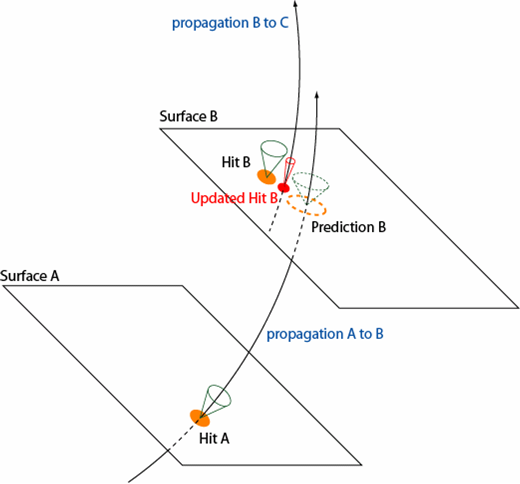 propagation B to C
Surface B
Hit B
Updated Hit B
Prediction B
Surface A
propagation A to B
Hit A